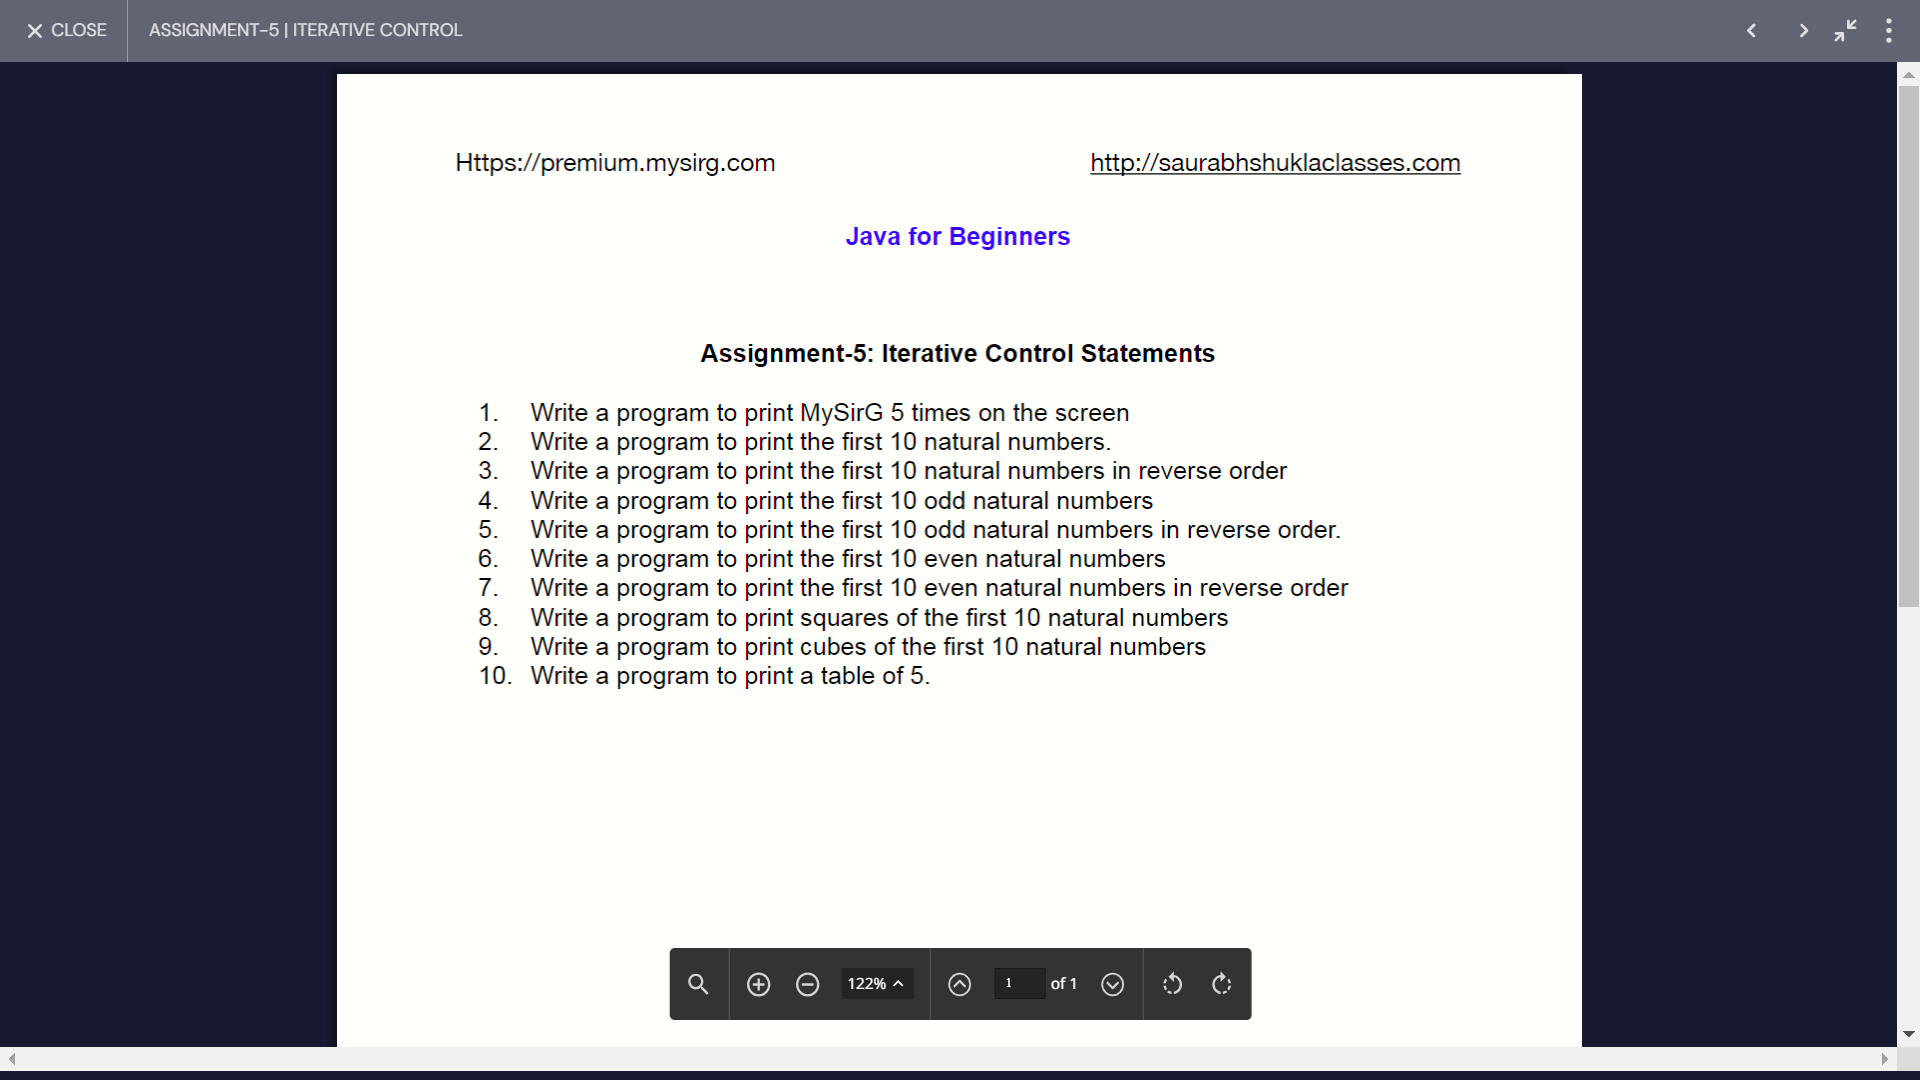 CLOSE ASSIGNMENT-5 | ITERATIVE CONTROL
Https://premium.mysirg.com http://saurabhshuklaclasses.com
Java for Beginners
Assignment-5: Iterative Control Statements
1. Write a program to print MySirG 5 times on the screen
2. Write a program to print the first 10 natural numbers.
3. Write a program to print the first 10 natural numbers in reverse order
4. Write a program to print the first 10 odd natural numbers
5. Write a program to print the first 10 odd natural numbers in reverse order.
6. Write a program to print the first 10 even natural numbers
7. Write a program to print the first 10 even natural numbers in reverse order
8. Write a program to print squares of the first 10 natural numbers
9. Write a program to print cubes of the first 10 natural numbers
10. Write a program to print a table of 5.
122% 1 of 1